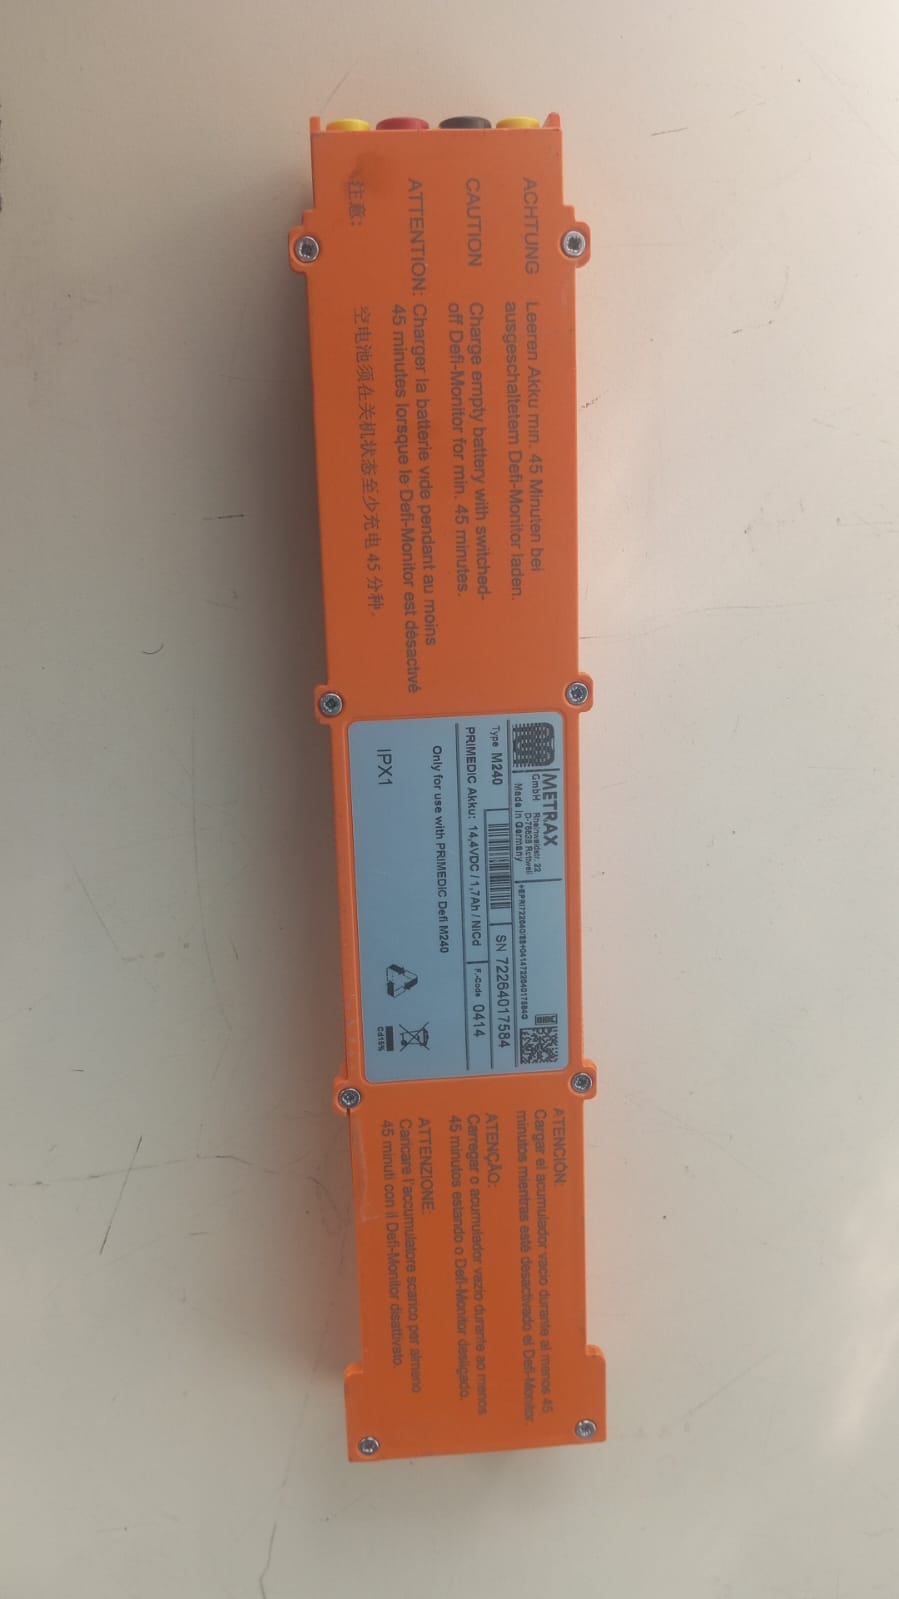 ACHTUNG Leeren Akku min. 45 Minuten bei
ausgeschaltetem Defi-Monitor laden.
CAUTION Charge empty battery with switched-
off Defi-Monitor for min. 45 minutes.
ATTENTION: Charger la batterie vide pendant au moins
45 minutes lorsque le Defi-Monitor est désactivé
注意: 空电池须在关机状态至少充电 45 分种.
METRAX
GmbH Rheinwaldstr. 22
D-78628 Rottweil
Made in Germany
Type M240
SN 72264017584
PRIMEDIC Akku: 14,4VDC / 1,7Ah / NiCd
F.-Code 0414
Only for use with PRIMEDIC Defi M240
IPX1
Cd15%
ATENCIÓN:
Cargar el acumulador vacío durante al menos 45
minutos mientras esté desactivado el Defi-Monitor.
ATENÇÃO:
Carregar o acumulador vazio durante ao menos
45 minutos estando o Defi-Monitor desligado.
ATTENZIONE:
Caricare l'accumulatore scarico per almeno
45 minuti con il Defi-Monitor disattivato.